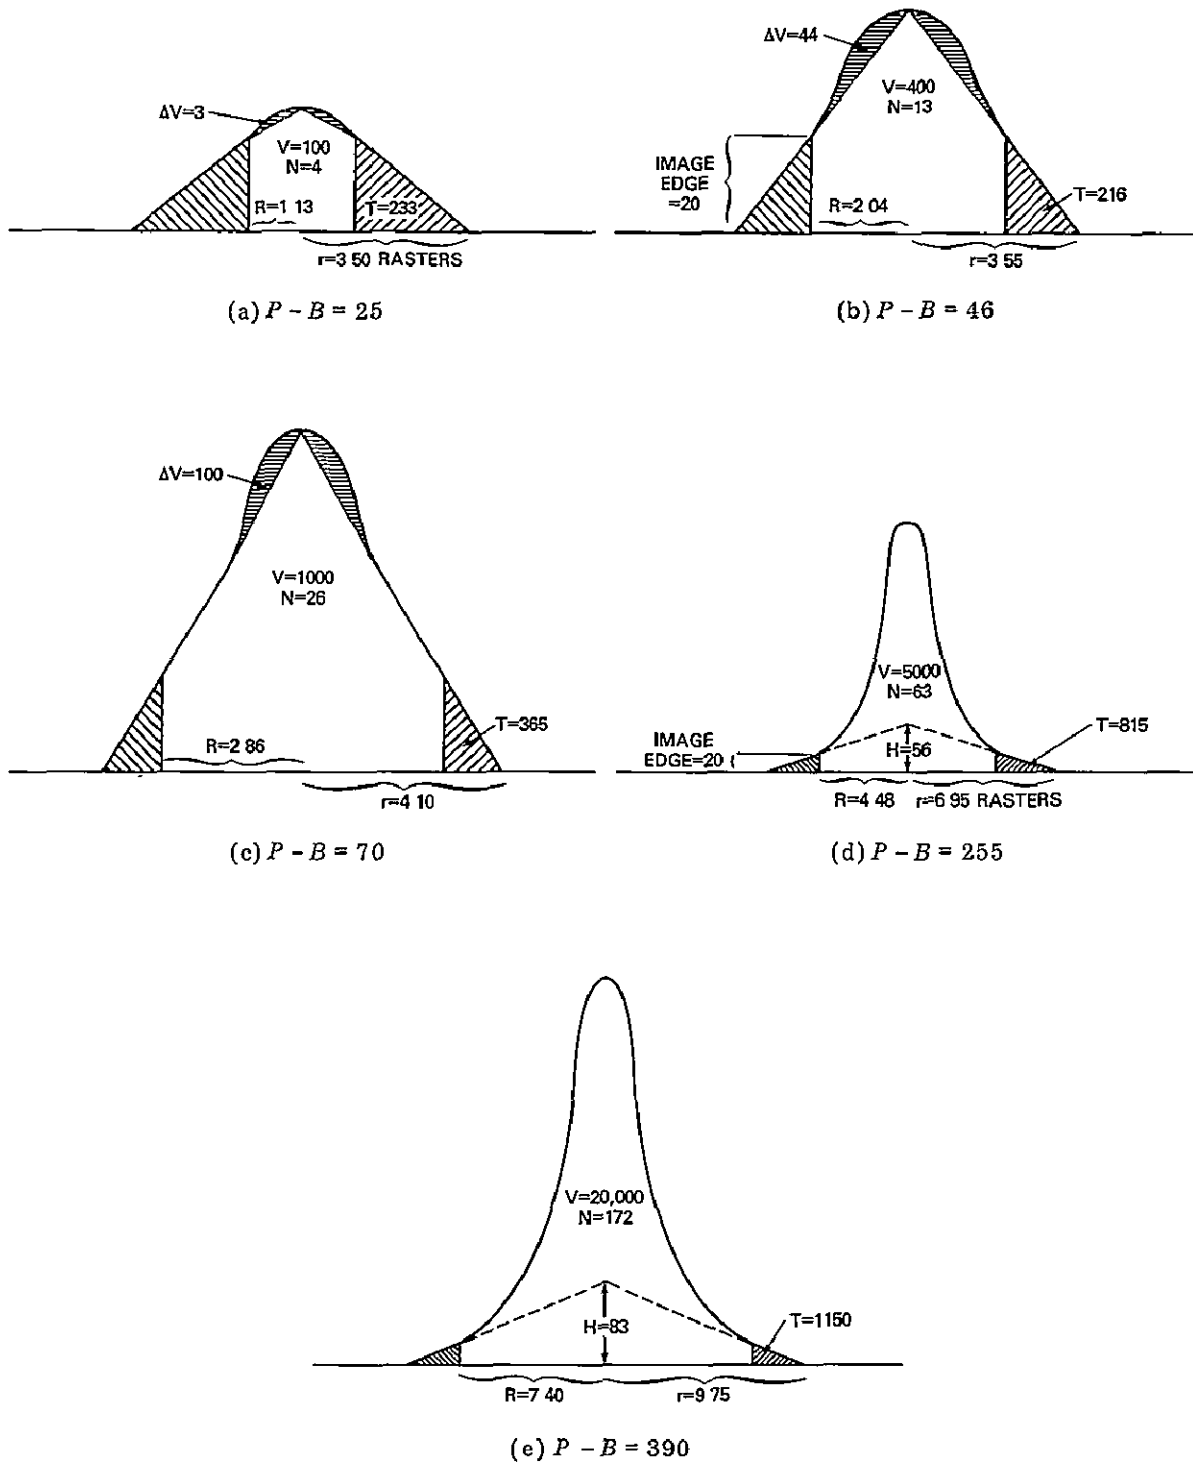 ΔV=3
V=100
N=4
R=1 13
T=233
r=3 50 RASTERS
(a) P – B = 25
ΔV=44
V=400
N=13
IMAGE
EDGE
=20
R=2 04
T=216
r=3 55
(b) P – B = 46
ΔV=100
V=1000
N=26
R=2 86
T=365
r=4 10
(c) P – B = 70
V=5000
N=63
IMAGE
EDGE=20
H=56
T=815
R=4 48
r=6 95 RASTERS
(d) P – B = 255
V=20,000
N=172
H=83
T=1150
R=7 40
r=9 75
(e) P – B = 390